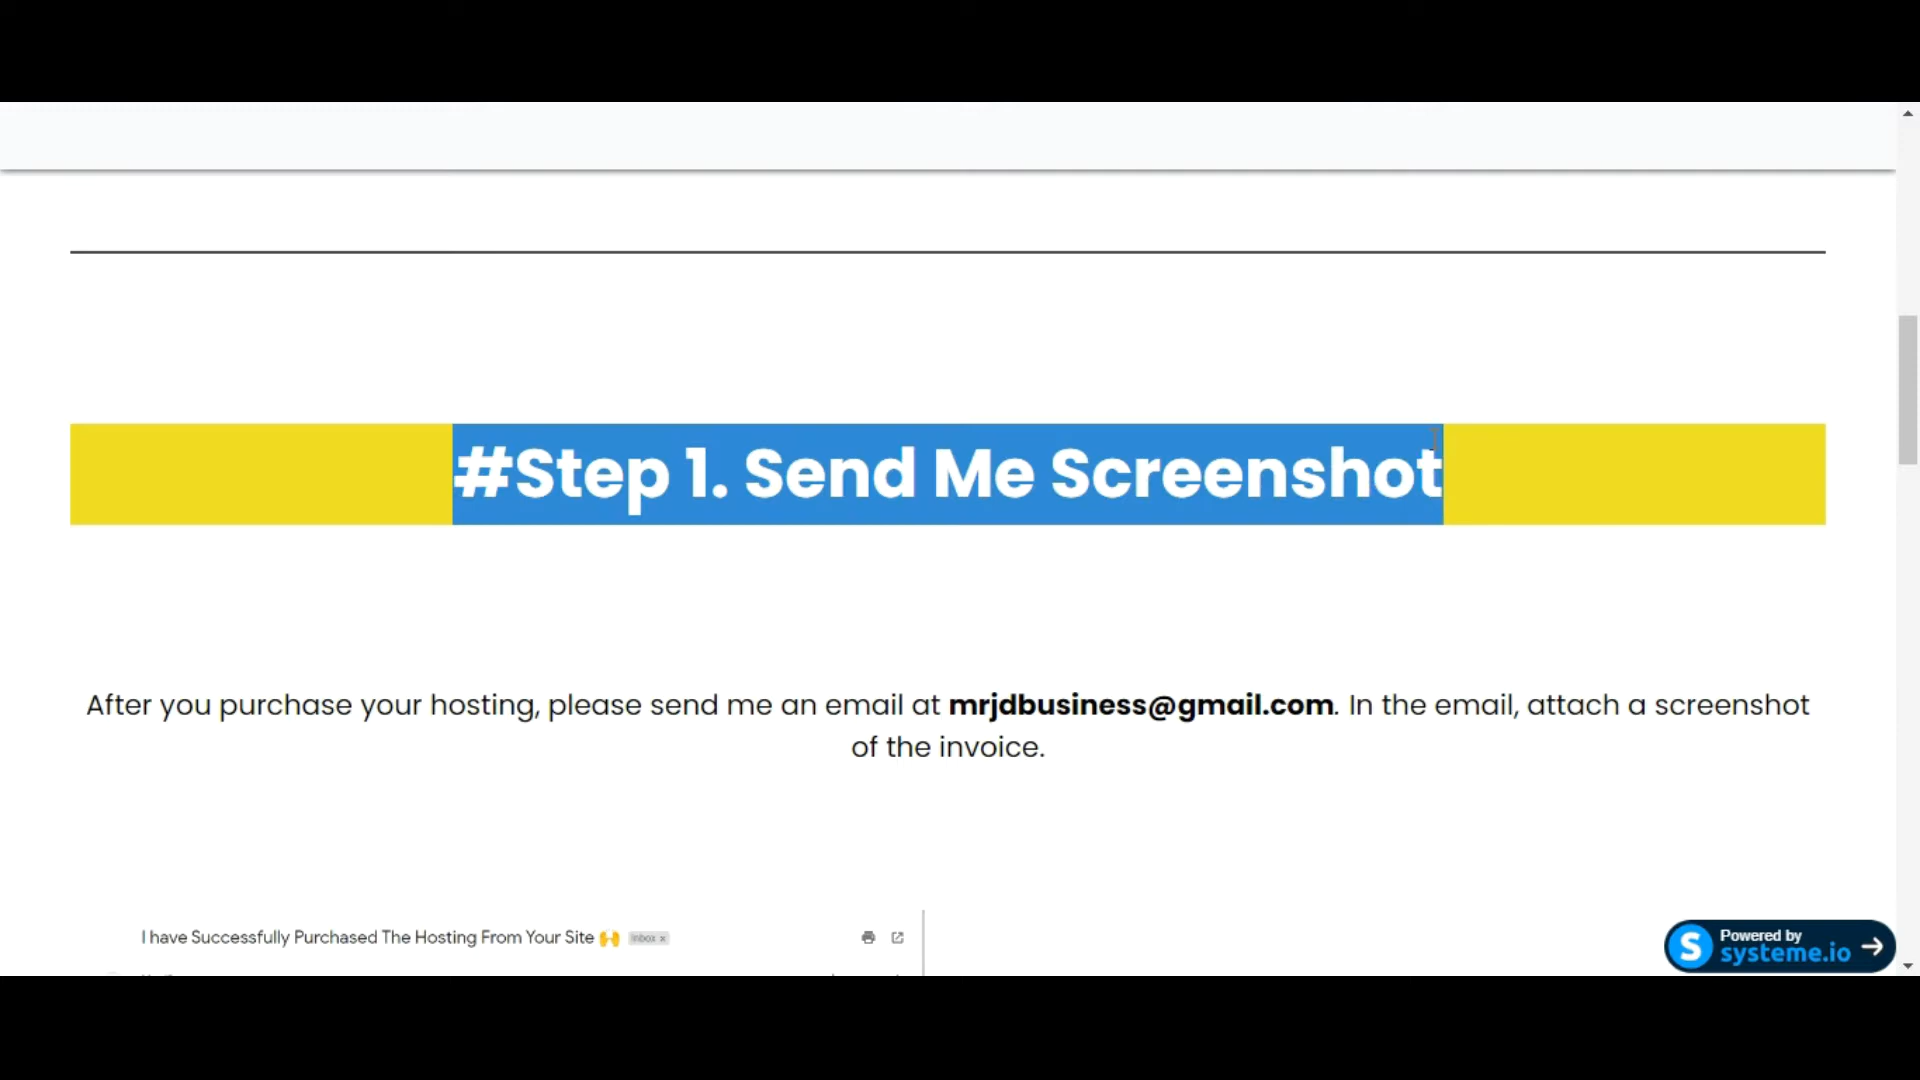 #Step 1. Send Me Screenshot
After you purchase your hosting, please send me an email at mrjdbusiness@gmail.com. In the email, attach a screenshot
of the invoice.
I have Successfully Purchased The Hosting From Your Site 🙌 Inbox x
Powered by
systeme.io